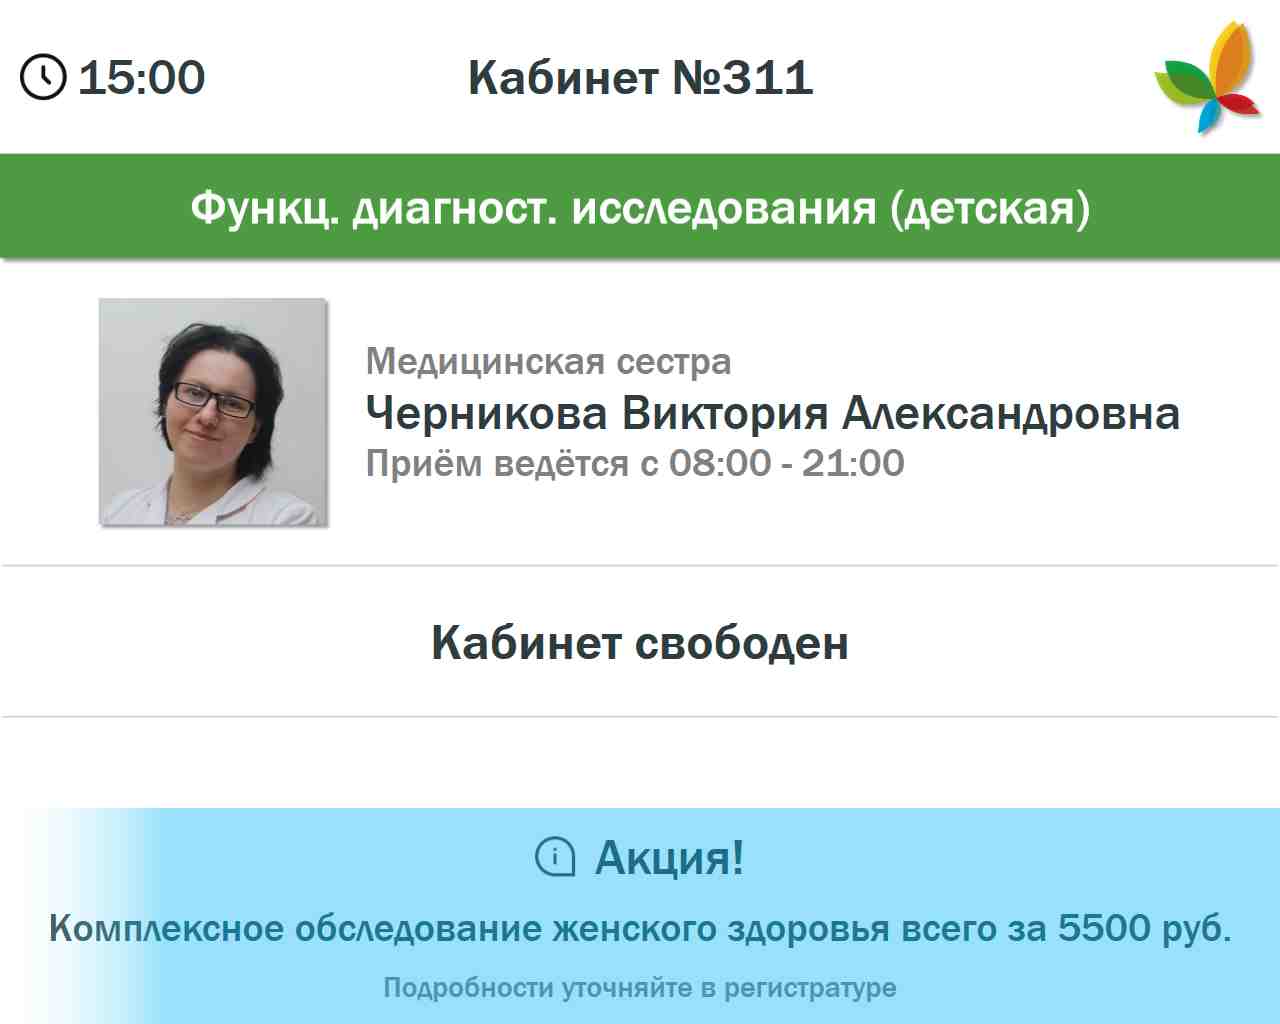 15:00
Кабинет №311
Функц. диагност. исследования (детская)
Медицинская сестра
Черникова Виктория Александровна
Приём ведётся с 08:00 - 21:00
Кабинет свободен
Акция!
Комплексное обследование женского здоровья всего за 5500 руб.
Подробности уточняйте в регистратуре